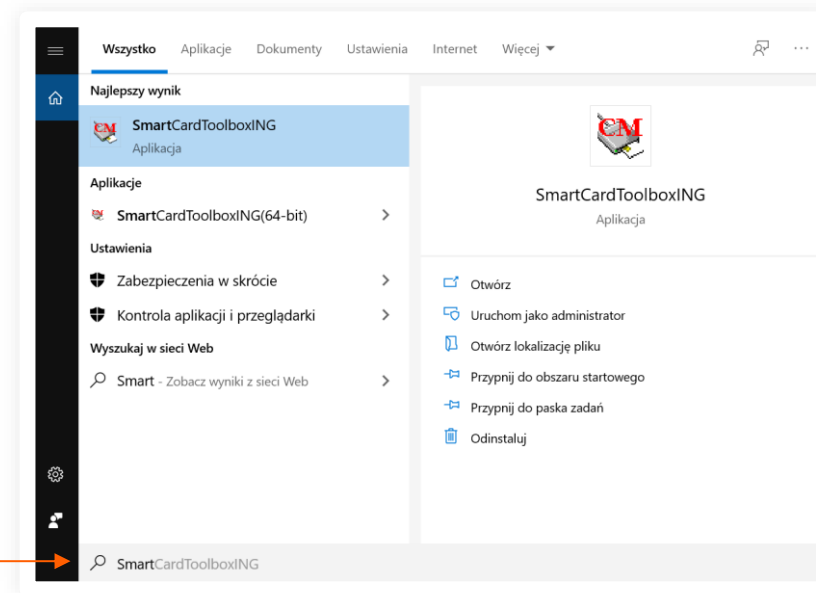 Wszystko Aplikacje Dokumenty Ustawienia Internet Więcej
Najlepszy wynik
SmartCardToolboxING
Aplikacja
Aplikacje
SmartCardToolboxING(64-bit)
Ustawienia
Zabezpieczenia w skrócie
Kontrola aplikacji i przeglądarki
Wyszukaj w sieci Web
Smart - Zobacz wyniki z sieci Web
SmartCardToolboxING
CM
CM
SmartCardToolboxING
Aplikacja
Otwórz
Uruchom jako administrator
Otwórz lokalizację pliku
Przypnij do obszaru startowego
Przypnij do paska zadań
Odinstaluj